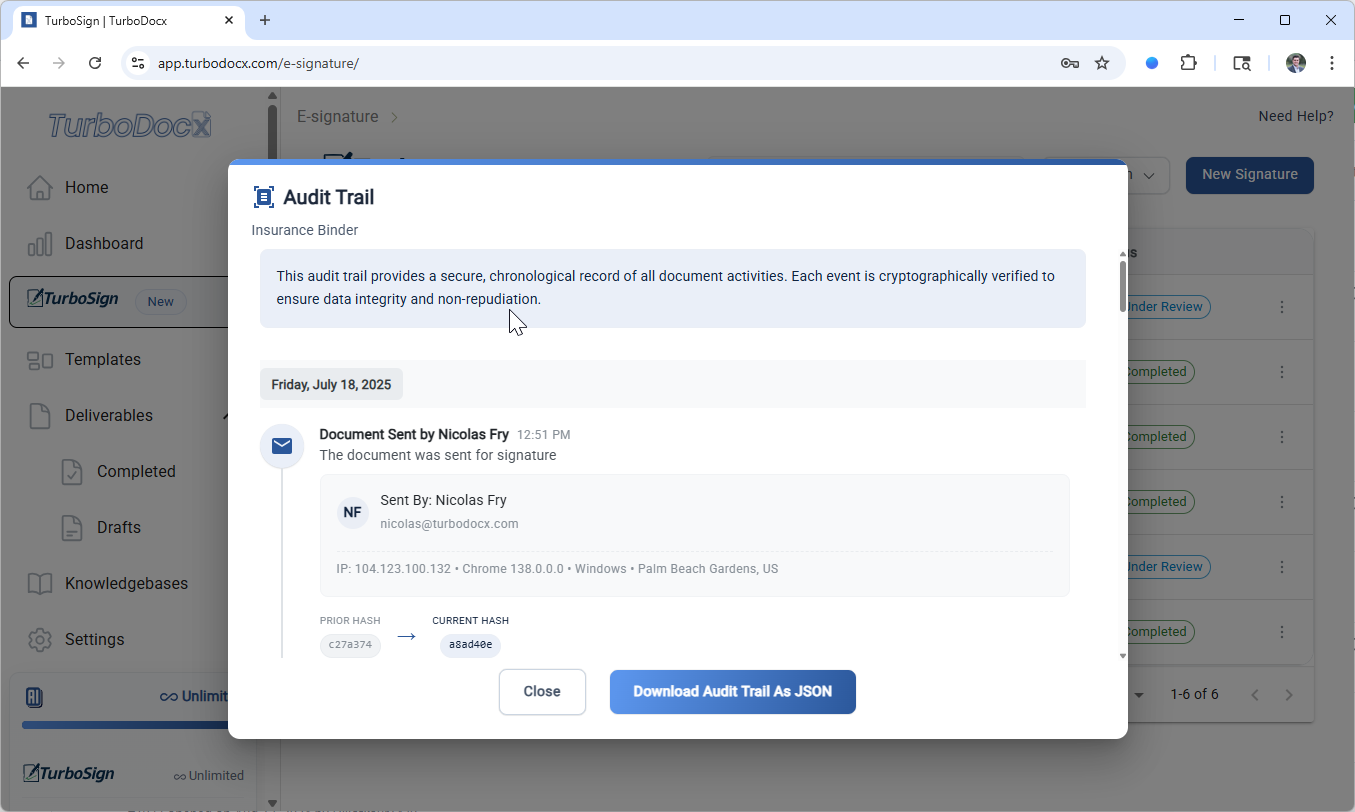 TurboSign | TurboDocx
app.turbodocx.com/e-signature/
TurboDocx
E-signature
Need Help?
New Signature
Home
Dashboard
TurboSign New
Templates
Deliverables
Completed
Drafts
Knowledgebases
Settings
Unlimit
TurboSign Unlimited
Audit Trail
Insurance Binder
This audit trail provides a secure, chronological record of all document activities. Each event is cryptographically verified to
ensure data integrity and non-repudiation.
Friday, July 18, 2025
Document Sent by Nicolas Fry 12:51 PM
The document was sent for signature
NF
Sent By: Nicolas Fry
nicolas@turbodocx.com
IP: 104.123.100.132 • Chrome 138.0.0.0 • Windows • Palm Beach Gardens, US
PRIOR HASH CURRENT HASH
c27a374 → a8ad40e
Close
Download Audit Trail As JSON
Under Review
Completed
Completed
Completed
Under Review
Completed
1-6 of 6